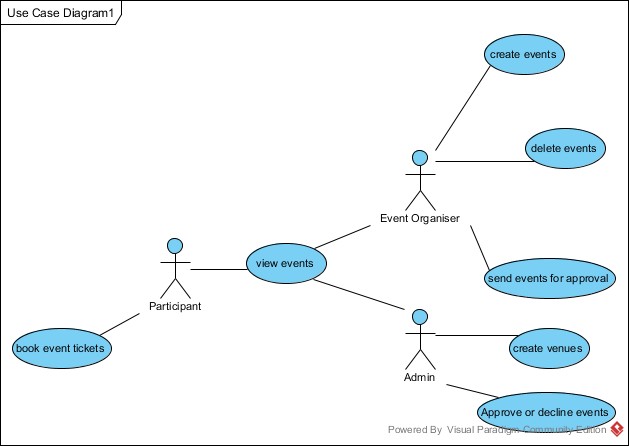 Use Case Diagram1
create events
delete events
Event Organiser
view events
send events for approval
Participant
book event tickets
create venues
Admin
Approve or decline events
Powered By Visual Paradigm Community Edition